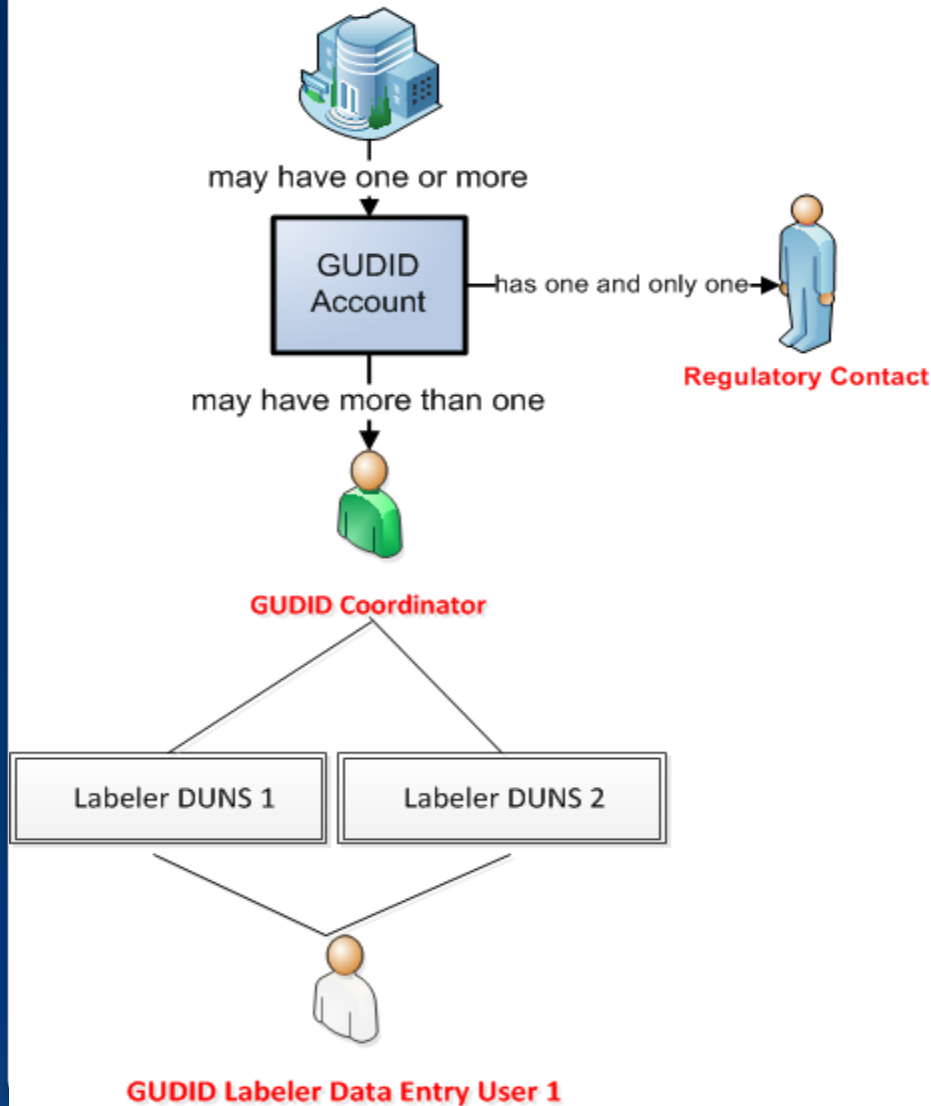 may have one or more
GUDID
Account
has one and only one
Regulatory Contact
may have more than one
GUDID Coordinator
Labeler DUNS 1
Labeler DUNS 2
GUDID Labeler Data Entry User 1